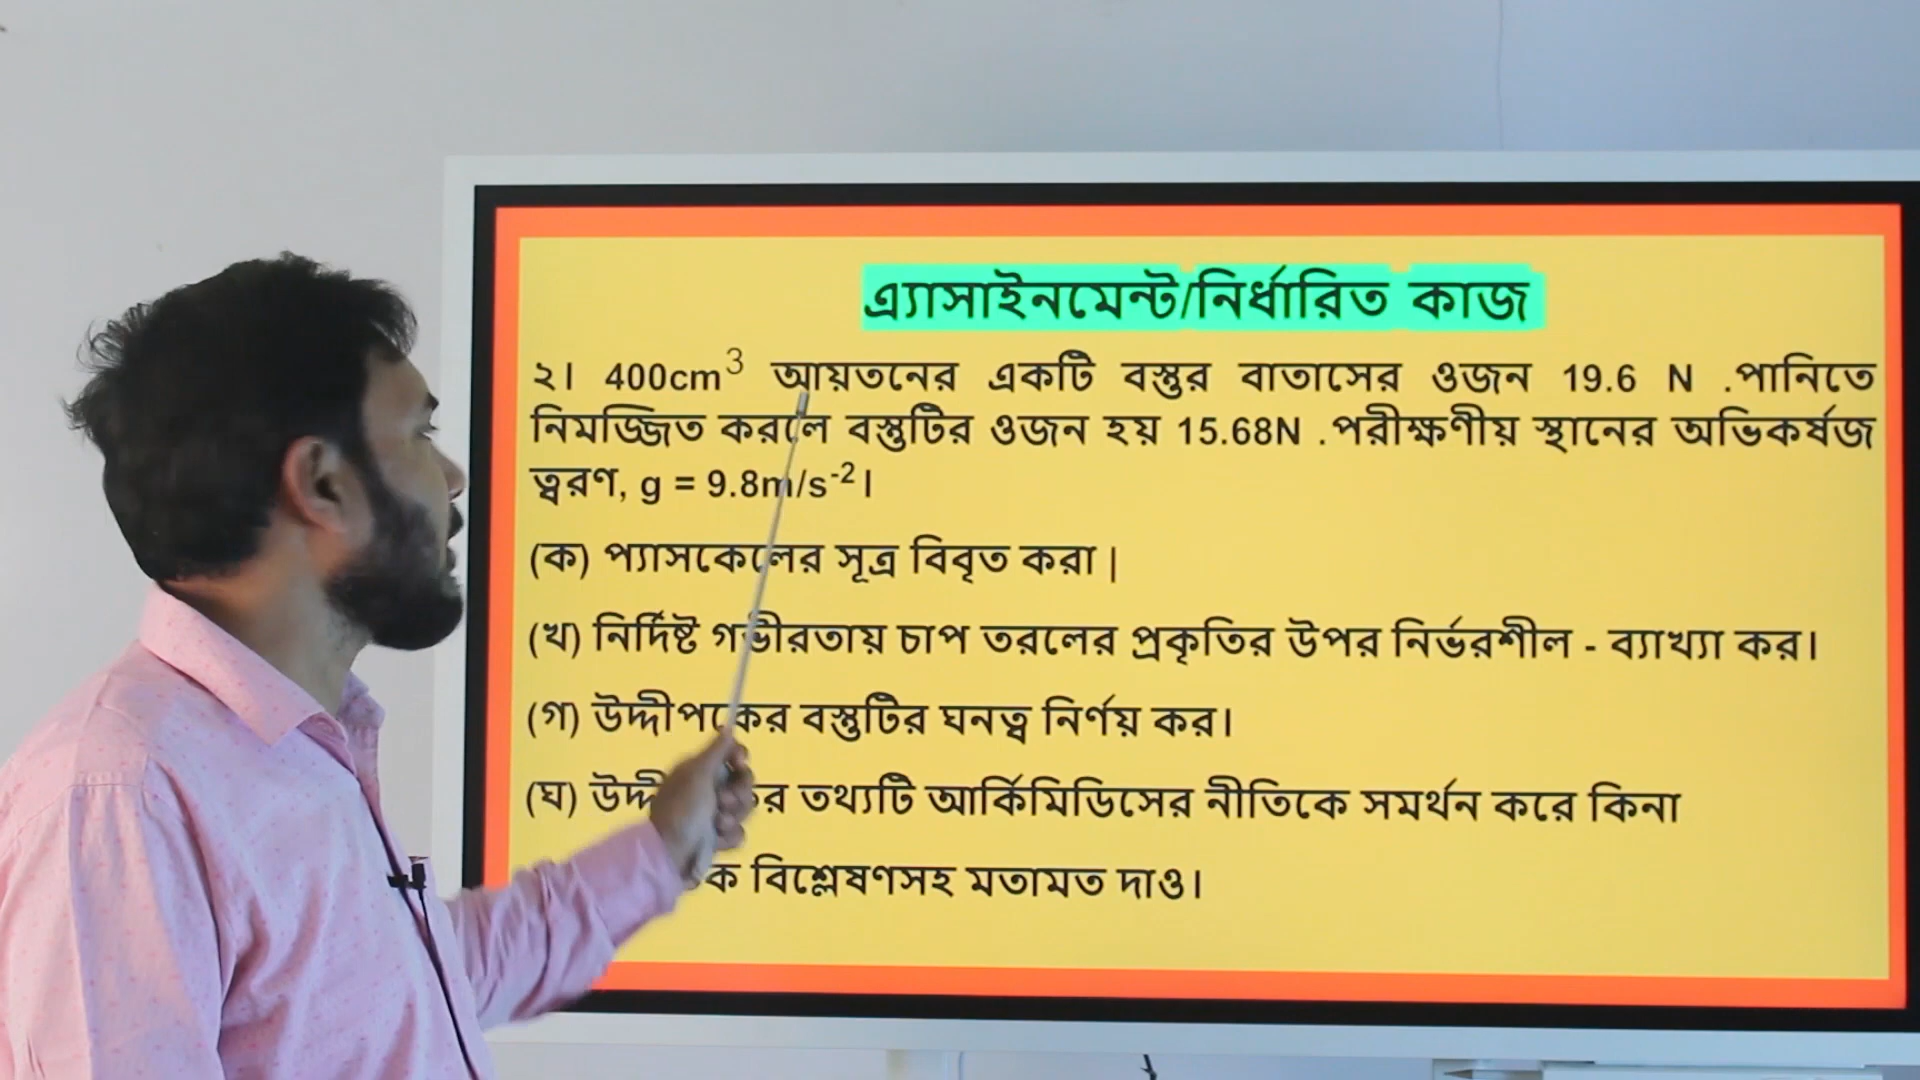 এ্যাসাইনমেন্ট/নির্ধারিত কাজ
২। 400cm³ আয়তনের একটি বস্তুর বাতাসের ওজন 19.6 N .পানিতে
নিমজ্জিত করলে বস্তুটির ওজন হয় 15.68N .পরীক্ষণীয় স্থানের অভিকর্ষজ
ত্বরণ, g = 9.8m/s⁻²।
(ক) প্যাসকেলের সূত্র বিবৃত করা |
(খ) নির্দিষ্ট গভীরতায় চাপ তরলের প্রকৃতির উপর নির্ভরশীল - ব্যাখ্যা কর।
(গ) উদ্দীপকের বস্তুটির ঘনত্ব নির্ণয় কর।
(ঘ) তথ্যটি আর্কিমিডিসের নীতিকে সমর্থন করে কিনা
বিশ্লেষণসহ মতামত দাও।